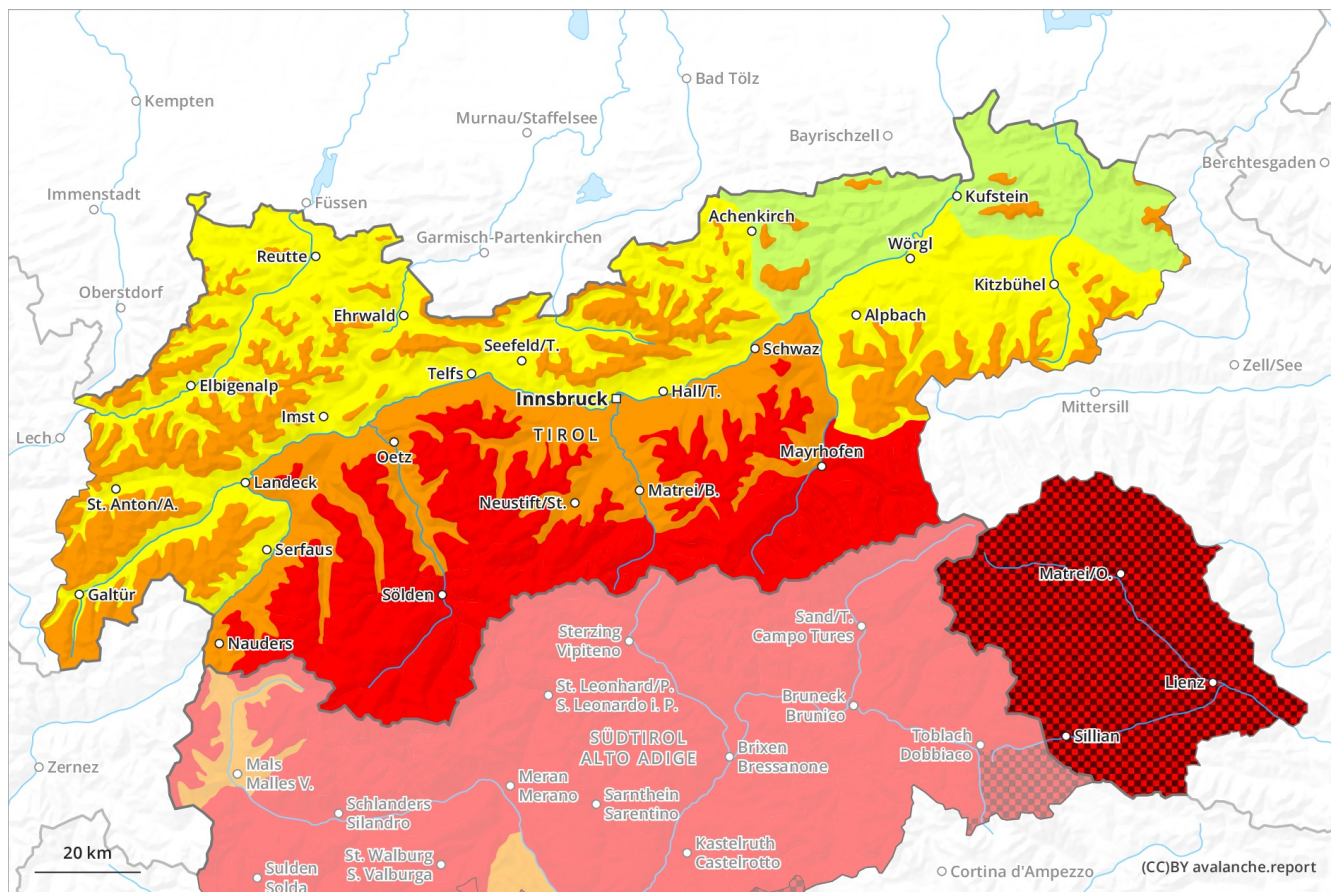 Bad Tölz
Kempten
Murnau/Staffelsee
Bayrischzell
Berchtesgaden
Immenstadt
Füssen
Kufstein
Achenkirch
Garmisch-Partenkirchen
Wörgl
Reutte
Kitzbühel
Oberstdorf
Ehrwald
Alpbach
Seefeld/T.
Schwaz
Zell/See
Telfs
Elbigenalp
Hall/T.
Innsbruck
Mittersill
Imst
Lech
TIROL
Oetz
Mayrhofen
Landeck
St. Anton/A.
Neustift/St.
Matrei/B.
Serfaus
Matrei/O.
Galtür
Sölden
Sand/T.
Campo Tures
Sterzing
Vipiteno
Nauders
Lienz
St. Leonhard/P.
S. Leonardo i. P.
Bruneck
Brunico
SÜDTIROL
ALTO ADIGE
Toblach
Dobbiaco
Sillian
Brixen
Bressanone
Zernez
Mals
Malles V.
Meran
Merano
Sarnthein
Sarentino
Schlanders
Silandro
Kastelruth
Castelrotto
20 km
St. Walburg
S. Valburga
Sulden
Solda
Cortina d'Ampezzo
(CC)BY avalanche.report